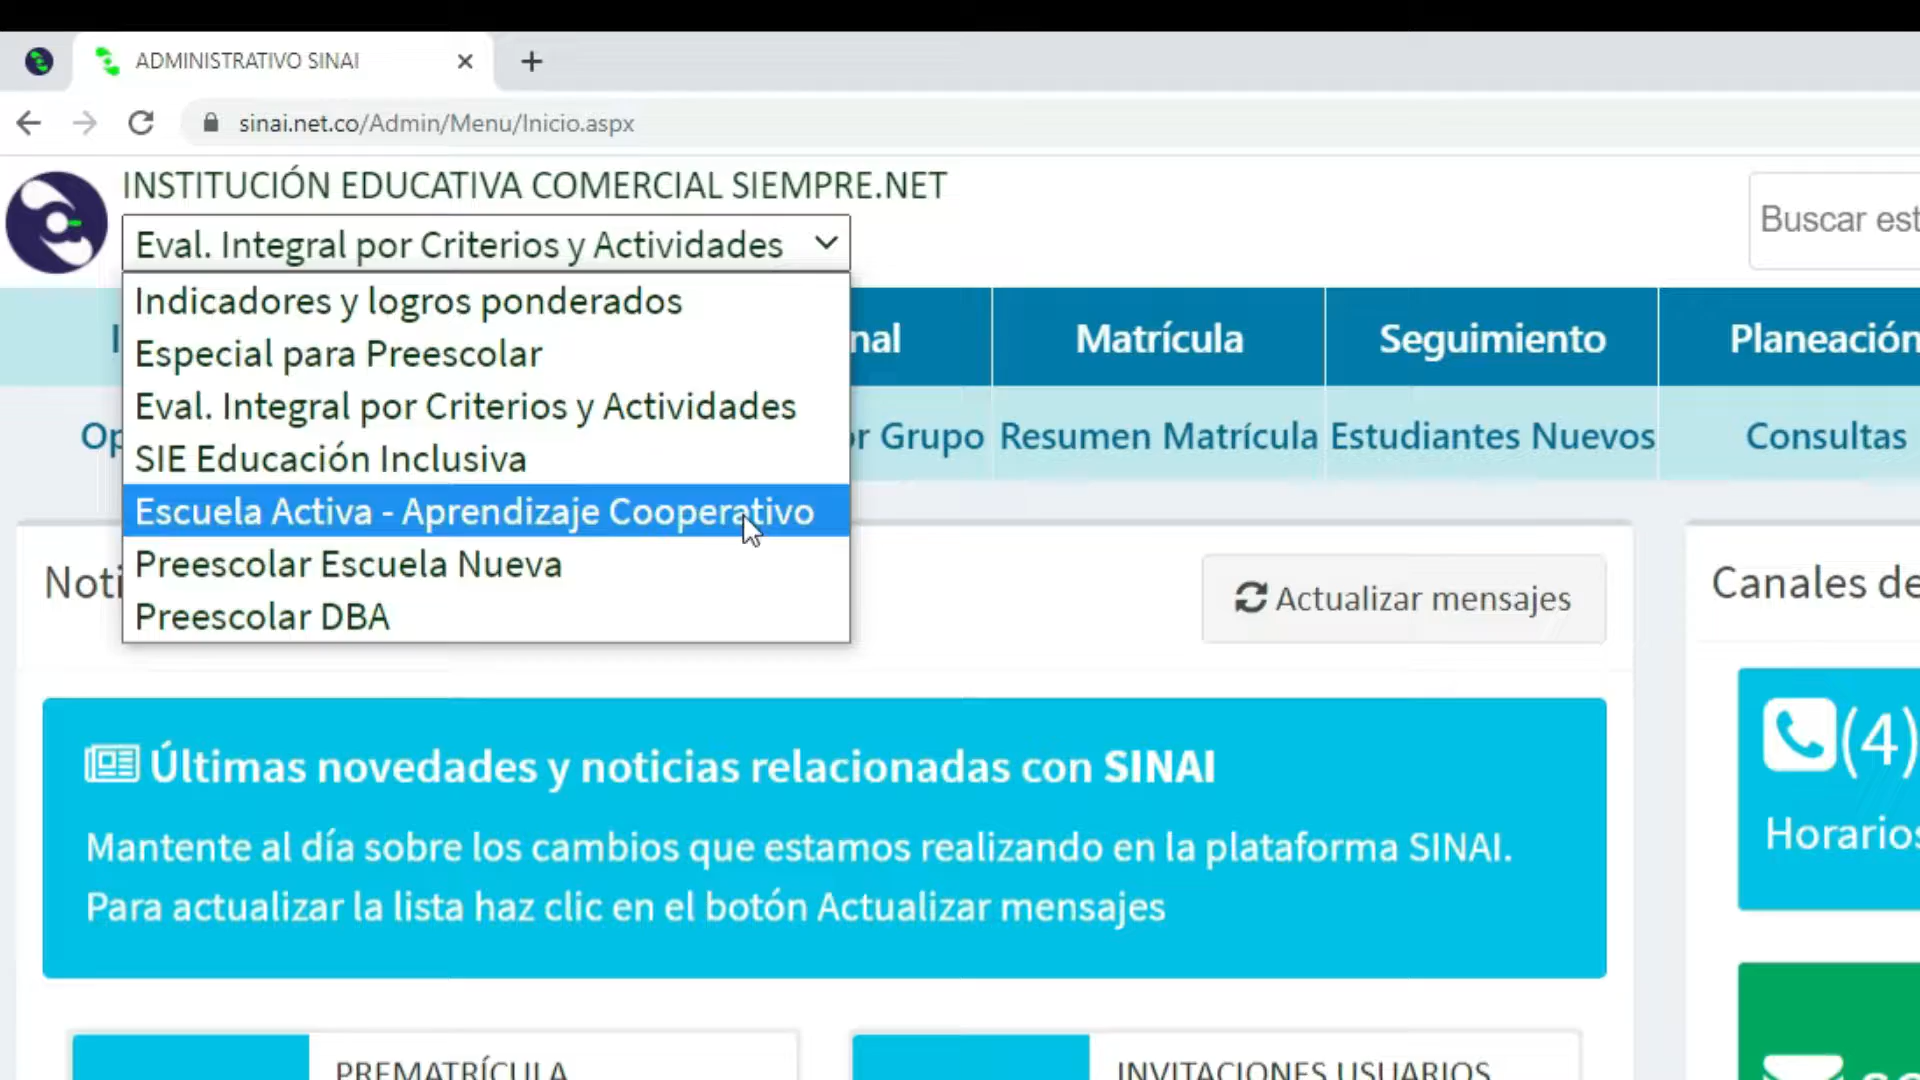 ADMINISTRATIVO SINAI
sinai.net.co/Admin/Menu/Inicio.aspx
INSTITUCIÓN EDUCATIVA COMERCIAL SIEMPRE.NET
Eval. Integral por Criterios y Actividades
Buscar est
Indicadores y logros ponderados
Especial para Preescolar
Eval. Integral por Criterios y Actividades
SIE Educación Inclusiva
Escuela Activa - Aprendizaje Cooperativo
Preescolar Escuela Nueva
Preescolar DBA
nal Matrícula Seguimiento Planeación
Op r Grupo Resumen Matrícula Estudiantes Nuevos Consultas
Noti
Actualizar mensajes
Canales de
Últimas novedades y noticias relacionadas con SINAI
Mantente al día sobre los cambios que estamos realizando en la plataforma SINAI.
Para actualizar la lista haz clic en el botón Actualizar mensajes
(4)
Horarios
PREMATRÍCULA
INVITACIONES USUARIOS